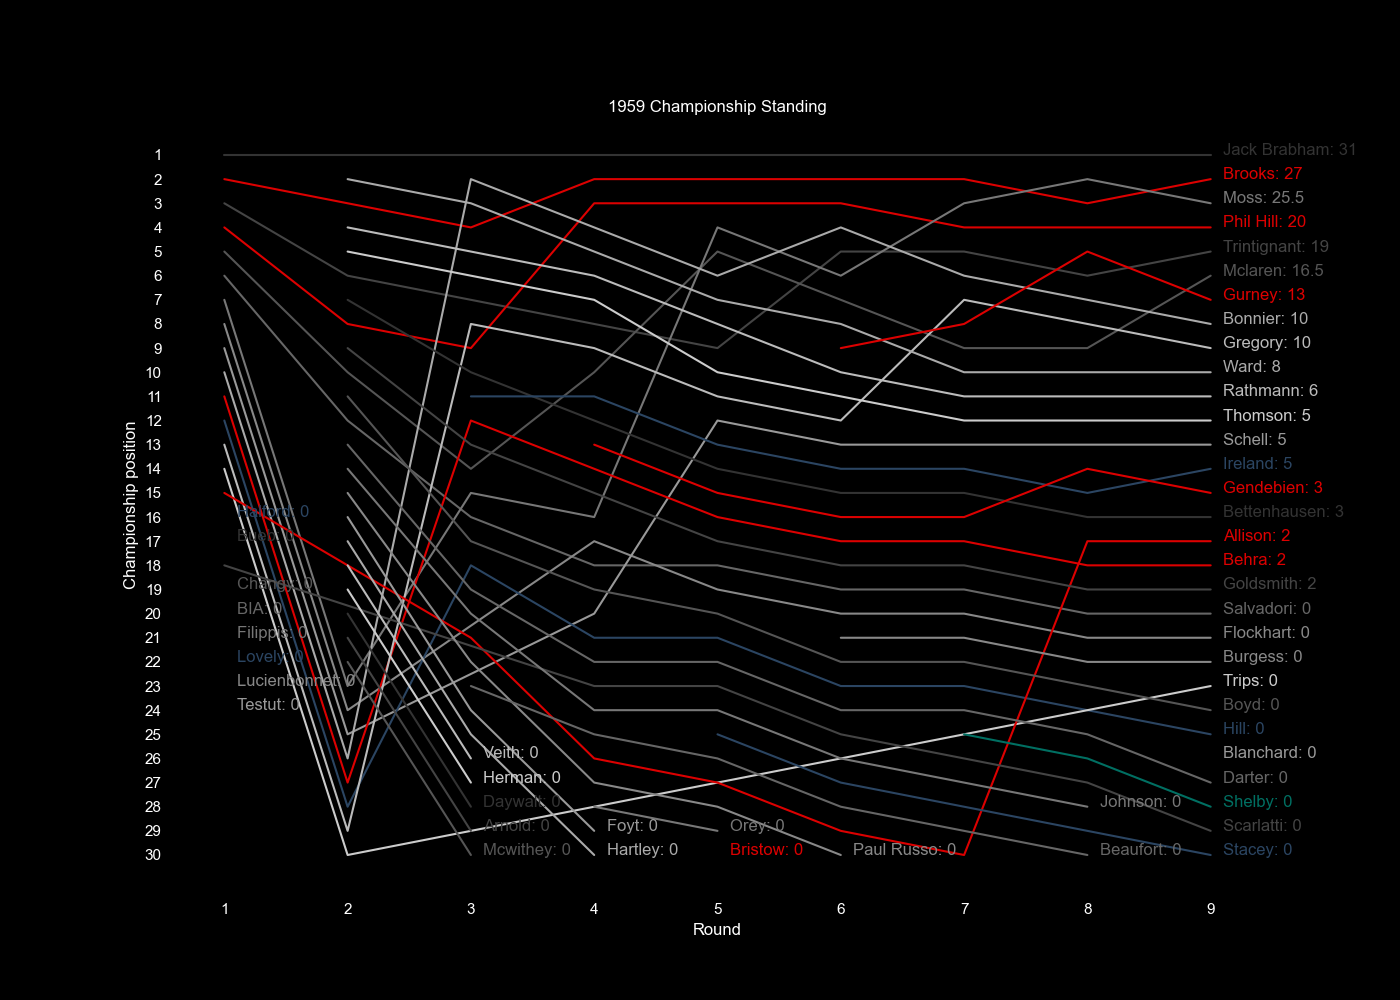 1959 Championship Standing
Championship position
1
2
3
4
5
6
7
8
9
10
11
12
13
14
15
16
17
18
19
20
21
22
23
24
25
26
27
28
29
30
Halford: 0
Bueb: 0
Changy: 0
BIA: 0
Filippis: 0
Lovely: 0
Lucienbonnet: 0
Testut: 0
Veith: 0
Herman: 0
Daywalt: 0
Arnold: 0
Mcwithey: 0
Foyt: 0
Hartley: 0
Orey: 0
Bristow: 0
Paul Russo: 0
Johnson: 0
Beaufort: 0
Jack Brabham: 31
Brooks: 27
Moss: 25.5
Phil Hill: 20
Trintignant: 19
Mclaren: 16.5
Gurney: 13
Bonnier: 10
Gregory: 10
Ward: 8
Rathmann: 6
Thomson: 5
Schell: 5
Ireland: 5
Gendebien: 3
Bettenhausen: 3
Allison: 2
Behra: 2
Goldsmith: 2
Salvadori: 0
Flockhart: 0
Burgess: 0
Trips: 0
Boyd: 0
Hill: 0
Blanchard: 0
Darter: 0
Shelby: 0
Scarlatti: 0
Stacey: 0
1 2 3 4 5 6 7 8 9
Round